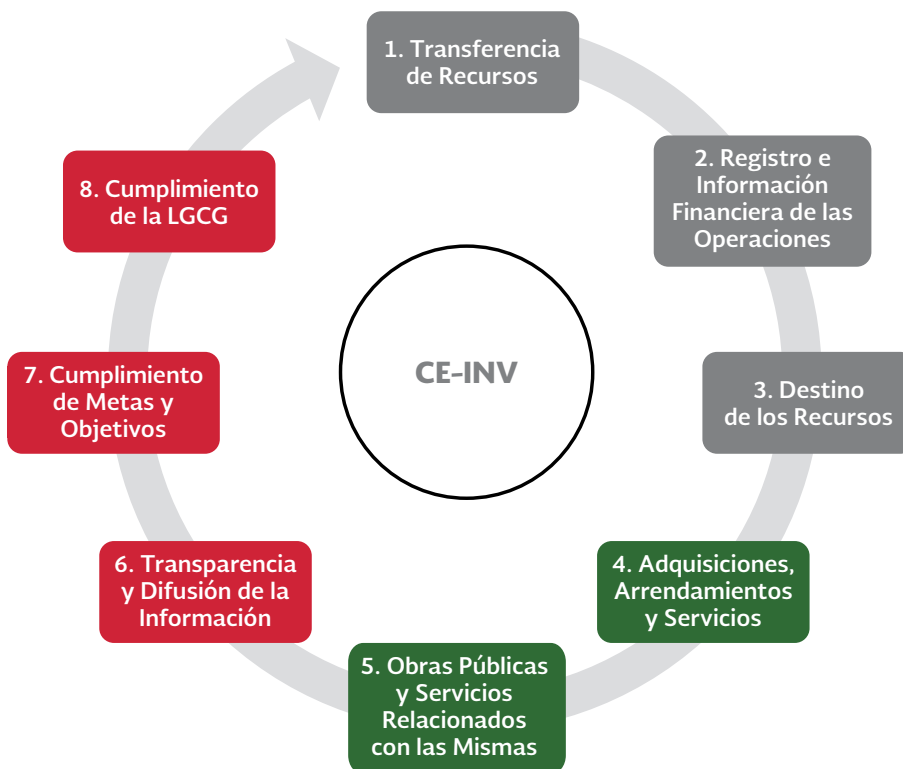 1. Transferencia
de Recursos
2. Registro e
Información
Financiera de las
Operaciones
3. Destino
de los Recursos
4. Adquisiciones,
Arrendamientos
y Servicios
5. Obras Públicas
y Servicios
Relacionados
con las Mismas
6. Transparencia
y Difusión de la
Información
7. Cumplimiento
de Metas y
Objetivos
8. Cumplimiento
de la LGCG
CE-INV